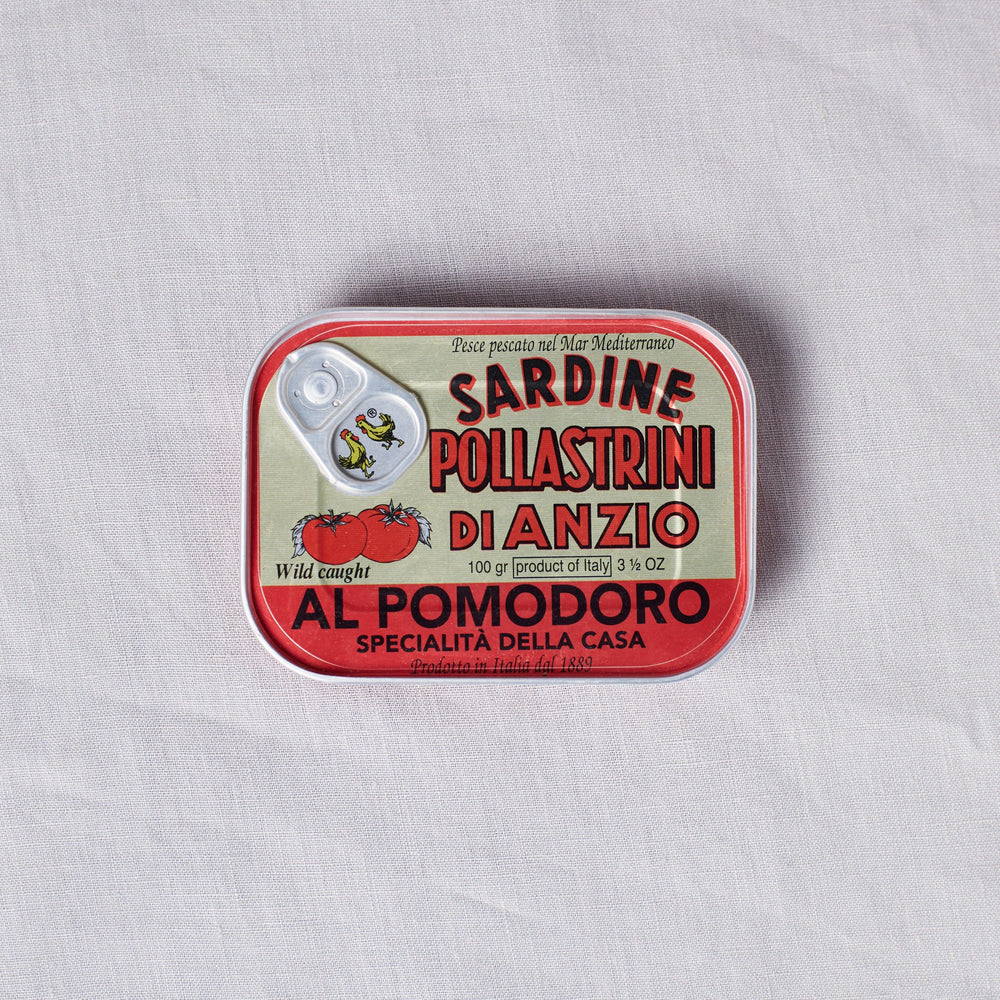 Pesce pescato nel Mar Mediterraneo
SARDINE
®
POLLASTRINI
DI ANZIO
Wild caught
100 gr product of Italy 3 ½ OZ
AL POMODORO
SPECIALITÀ DELLA CASA
Prodotto in Italia dal 1889